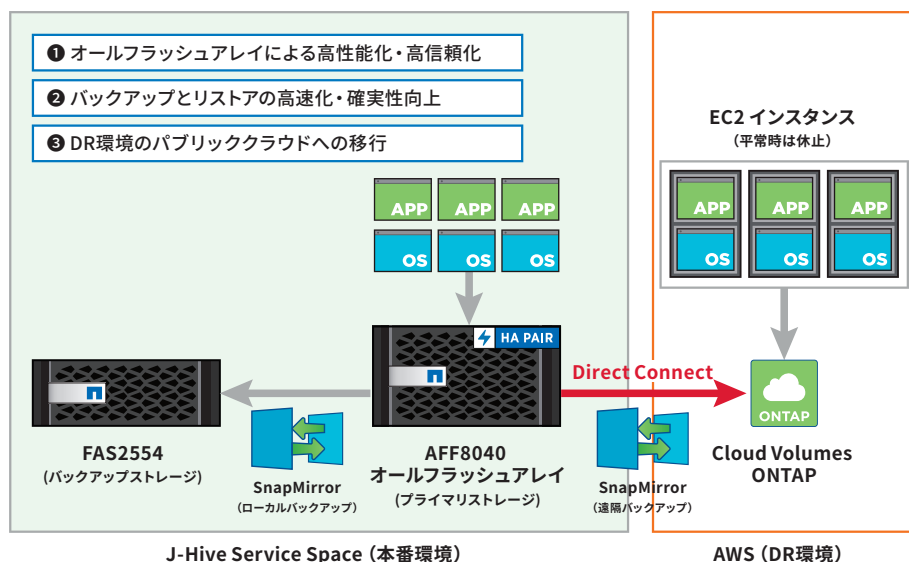 ❶ オールフラッシュアレイによる高性能化・高信頼化
❷ バックアップとリストアの高速化・確実性向上
❸ DR環境のパブリッククラウドへの移行
EC2 インスタンス
(平常時は休止)
APP APP APP
OS OS OS
APP APP APP
OS OS OS
HA PAIR
Direct Connect
ONTAP
FAS2554
(バックアップストレージ)
SnapMirror
(ローカルバックアップ)
AFF8040
オールフラッシュアレイ
(プライマリストレージ)
SnapMirror
(遠隔バックアップ)
Cloud Volumes
ONTAP
J-Hive Service Space (本番環境)
AWS (DR環境)